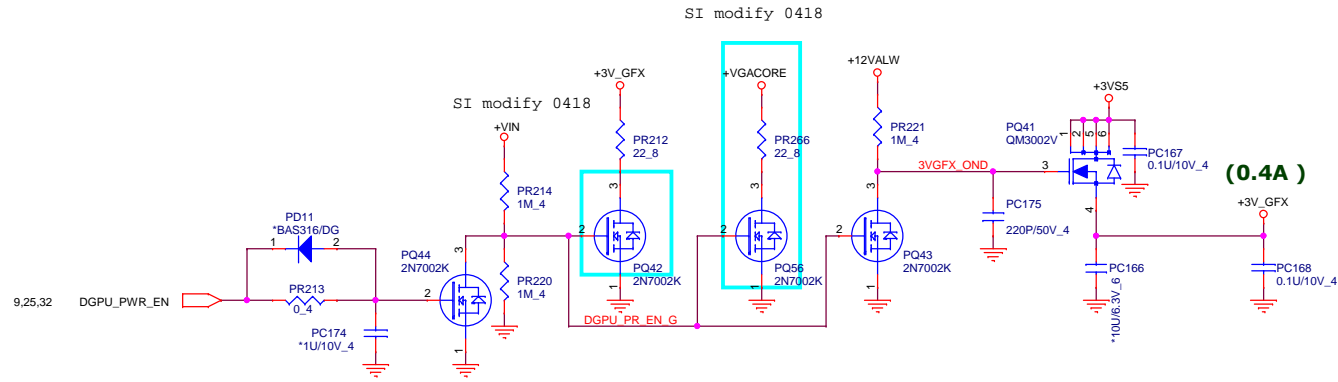 SI modify 0418
SI modify 0418
+3V_GFX
+VGACORE
+12VALW
+3VS5
+VIN
PR212
22_8
PR266
22_8
PR221
1M_4
PQ41
QM3002V
1
2
5
6
PC167
0.1U/10V_4
(0.4A )
PR214
1M_4
3
3
3
3VGFX_OND
3
4
+3V_GFX
PD11
*BAS316/DG
1
2
PQ44
2N7002K
3
2
2
2
PC175
220P/50V_4
PR220
1M_4
PQ42
2N7002K
PQ56
2N7002K
PQ43
2N7002K
1
1
1
9,25,32
DGPU_PWR_EN
PR213
0_4
2
1
PC174
*1U/10V_4
DGPU_PR_EN_G
PC166
*10U/6.3V_6
PC168
0.1U/10V_4